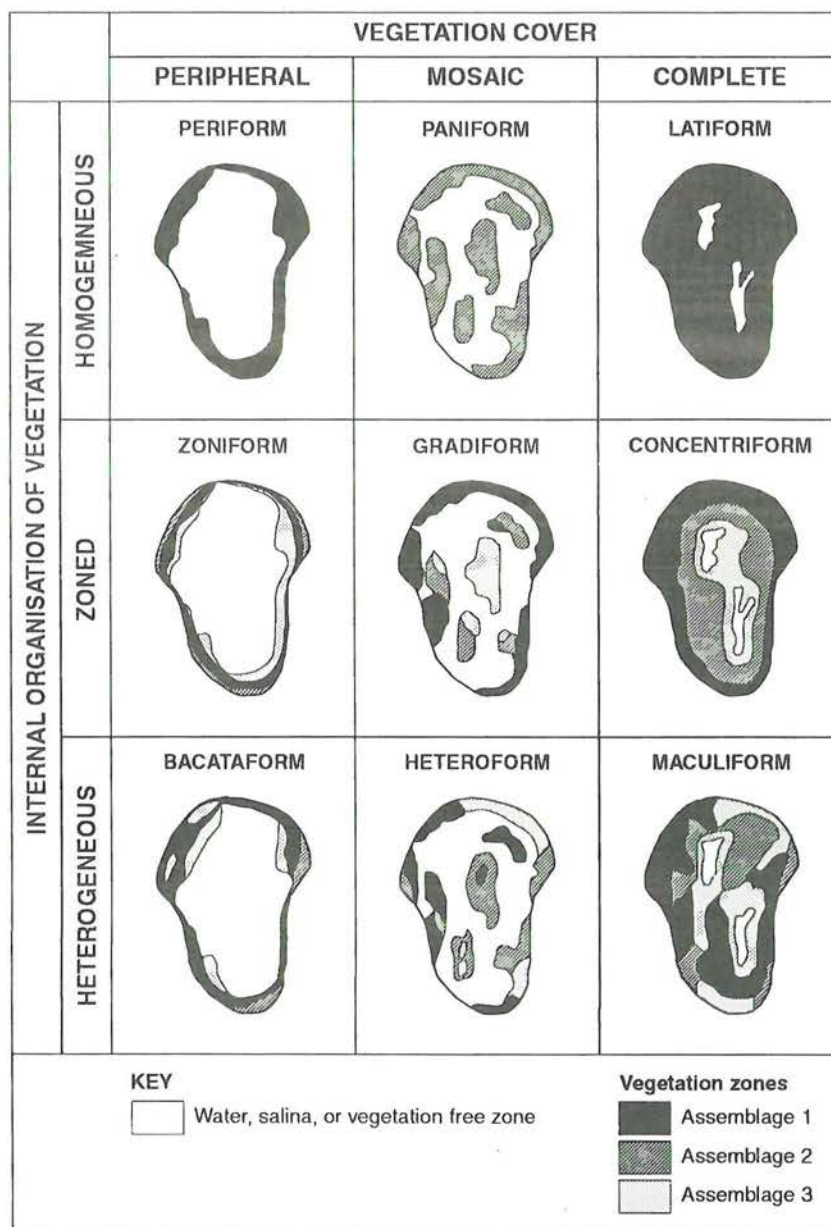 VEGETATION COVER
PERIPHERAL MOSAIC COMPLETE
INTERNAL ORGANISATION OF VEGETATION
HOMOGEMNEOUS
PERIFORM PANIFORM LATIFORM
ZONED
ZONIFORM GRADIFORM CONCENTRIFORM
HETEROGENEOUS
BACATAFORM HETEROFORM MACULIFORM
KEY
Water, salina, or vegetation free zone
Vegetation zones
Assemblage 1
Assemblage 2
Assemblage 3